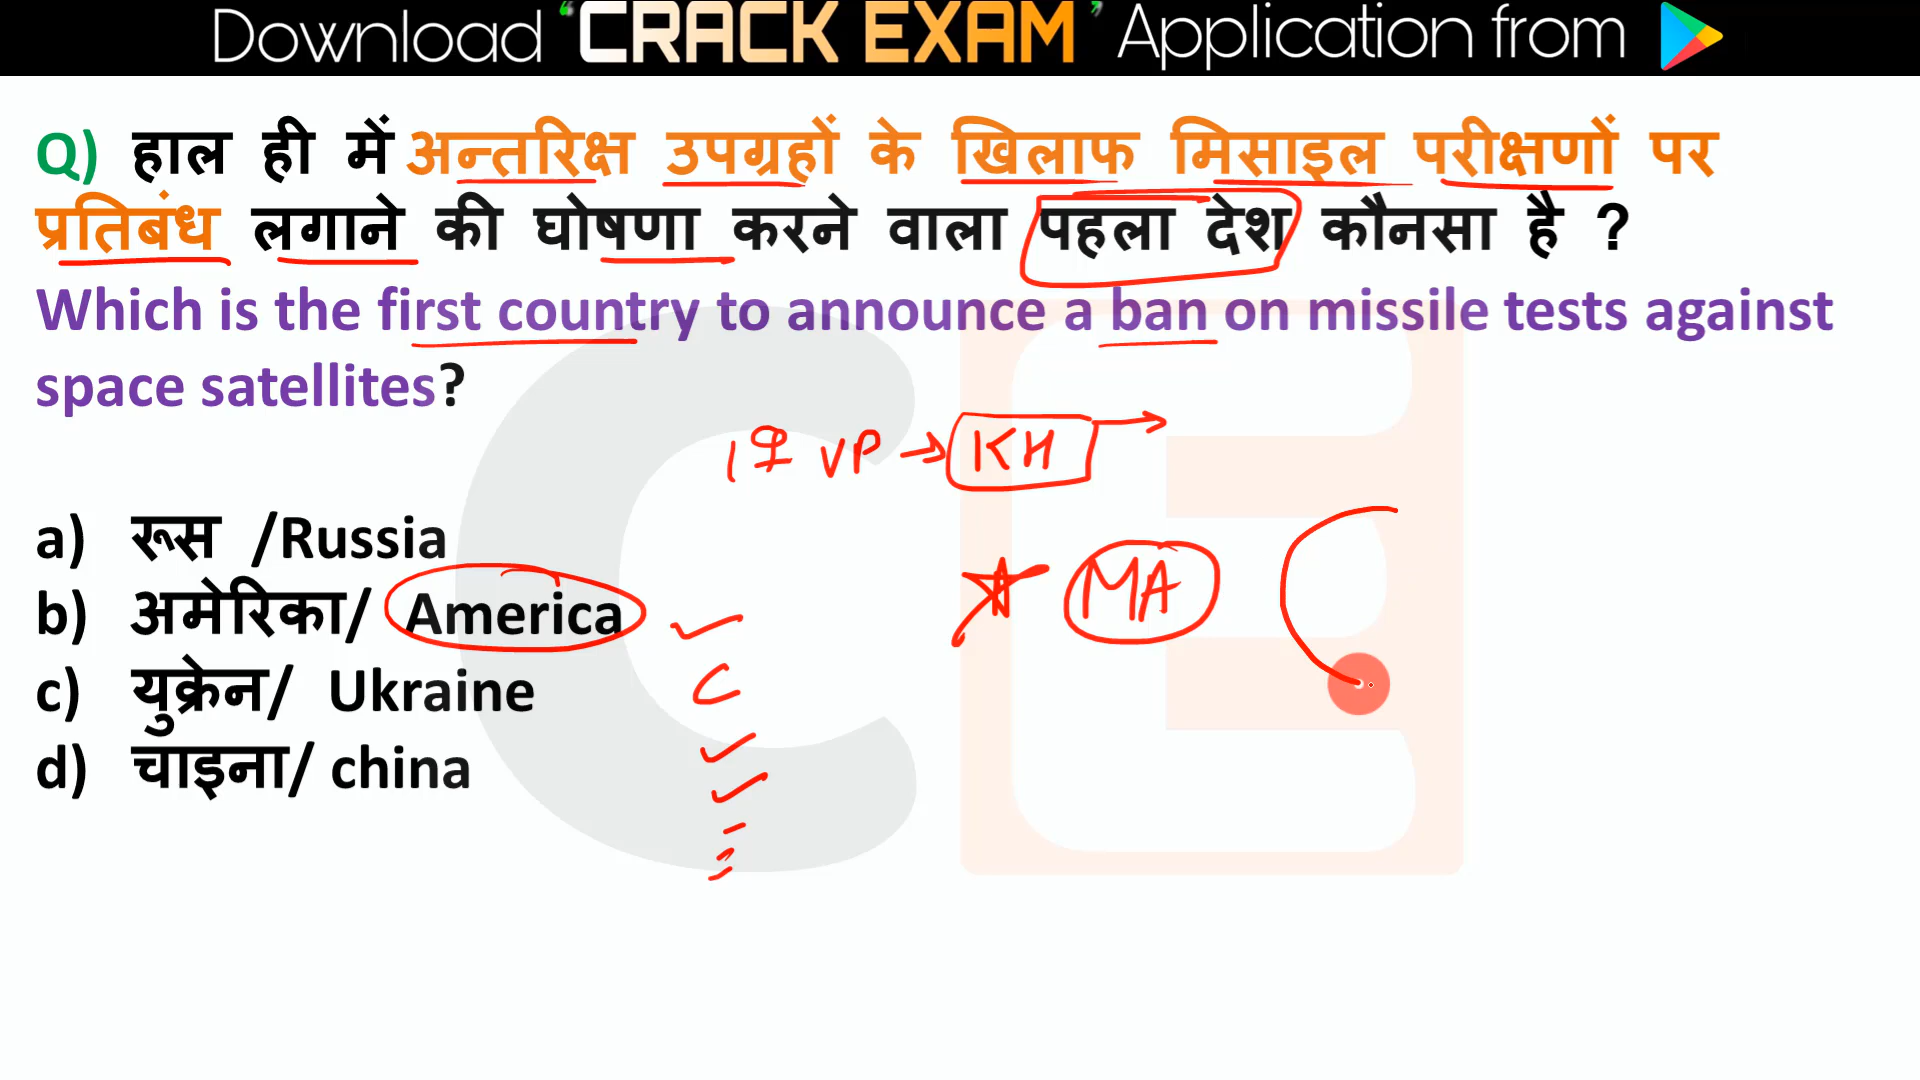 Download ‘CRACK EXAM’ Application from
Q) हाल ही में अन्तरिक्ष उपग्रहों के खिलाफ मिसाइल परीक्षणों पर
प्रतिबंध लगाने की घोषणा करने वाला पहला देश कौनसा है ?
Which is the first country to announce a ban on missile tests against
space satellites?
VP → KH
a) रूस /Russia
MA
b) अमेरिका/ America
c) युक्रेन/ Ukraine
d) चाइना/ china